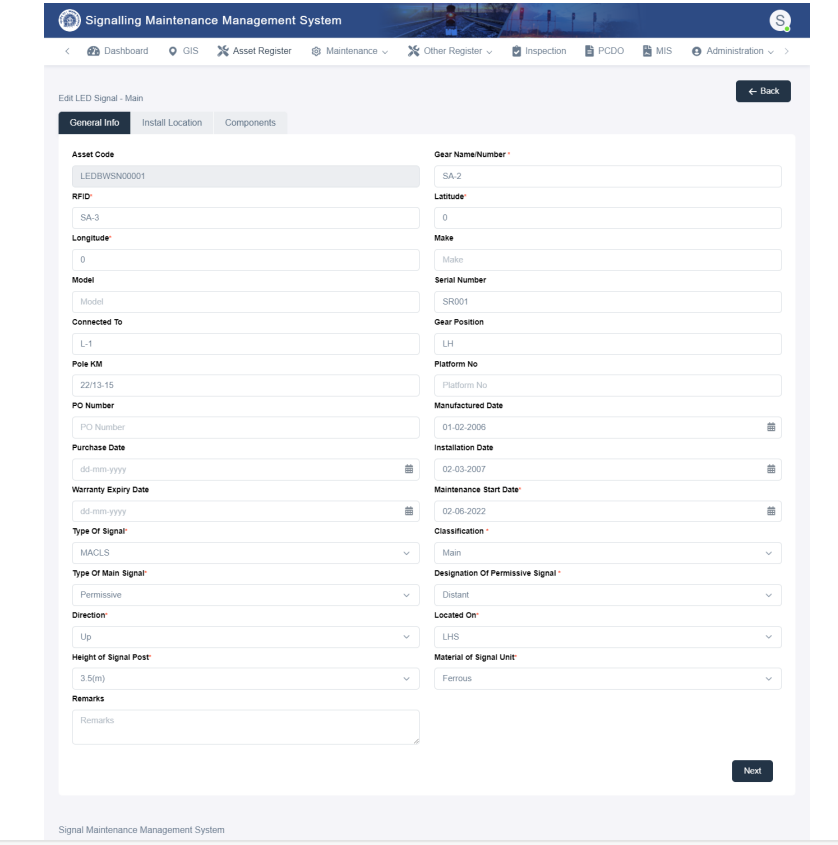 Signalling Maintenance Management System
S
Dashboard GIS Asset Register Maintenance Other Register Inspection PCDO MIS Administration
← Back
Edit LED Signal - Main
General Info Install Location Components
Asset Code Gear Name/Number *
LEDBWSN00001 SA-2
RFID* Latitude*
SA-3 0
Longitude* Make
0 Make
Model Serial Number
Model SR001
Connected To Gear Position
L-1 LH
Pole KM Platform No
22/13-15 Platform No
PO Number Manufactured Date
PO Number 01-02-2006
Purchase Date Installation Date
dd-mm-yyyy 02-03-2007
Warranty Expiry Date Maintenance Start Date*
dd-mm-yyyy 02-06-2022
Type Of Signal* Classification *
MACLS Main
Type Of Main Signal* Designation Of Permissive Signal *
Permissive Distant
Direction* Located On*
Up LHS
Height of Signal Post* Material of Signal Unit*
3.5(m) Ferrous
Remarks
Remarks
Next
Signal Maintenance Management System